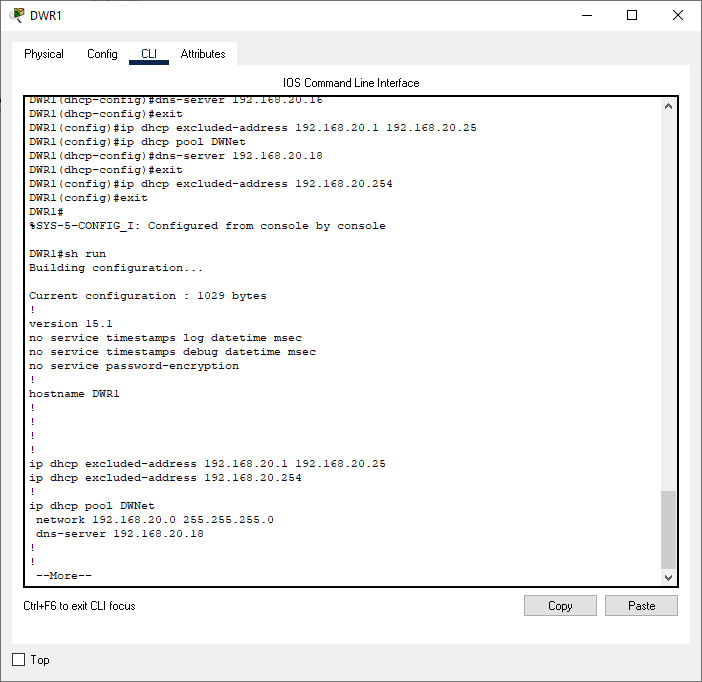 DWR1
Physical Config CLI Attributes
IOS Command Line Interface
DWR1(dhcp-config)#dns-server 192.168.20.16
DWR1(dhcp-config)#exit
DWR1(config)#ip dhcp excluded-address 192.168.20.1 192.168.20.25
DWR1(config)#ip dhcp pool DWNet
DWR1(dhcp-config)#dns-server 192.168.20.18
DWR1(dhcp-config)#exit
DWR1(config)#ip dhcp excluded-address 192.168.20.254
DWR1(config)#exit
DWR1#
%SYS-5-CONFIG_I: Configured from console by console
DWR1#sh run
Building configuration...
Current configuration : 1029 bytes
!
version 15.1
no service timestamps log datetime msec
no service timestamps debug datetime msec
no service password-encryption
!
hostname DWR1
!
!
!
!
ip dhcp excluded-address 192.168.20.1 192.168.20.25
ip dhcp excluded-address 192.168.20.254
!
ip dhcp pool DWNet
network 192.168.20.0 255.255.255.0
dns-server 192.168.20.18
!
!
--More--
Ctrl+F6 to exit CLI focus
Copy Paste
Top